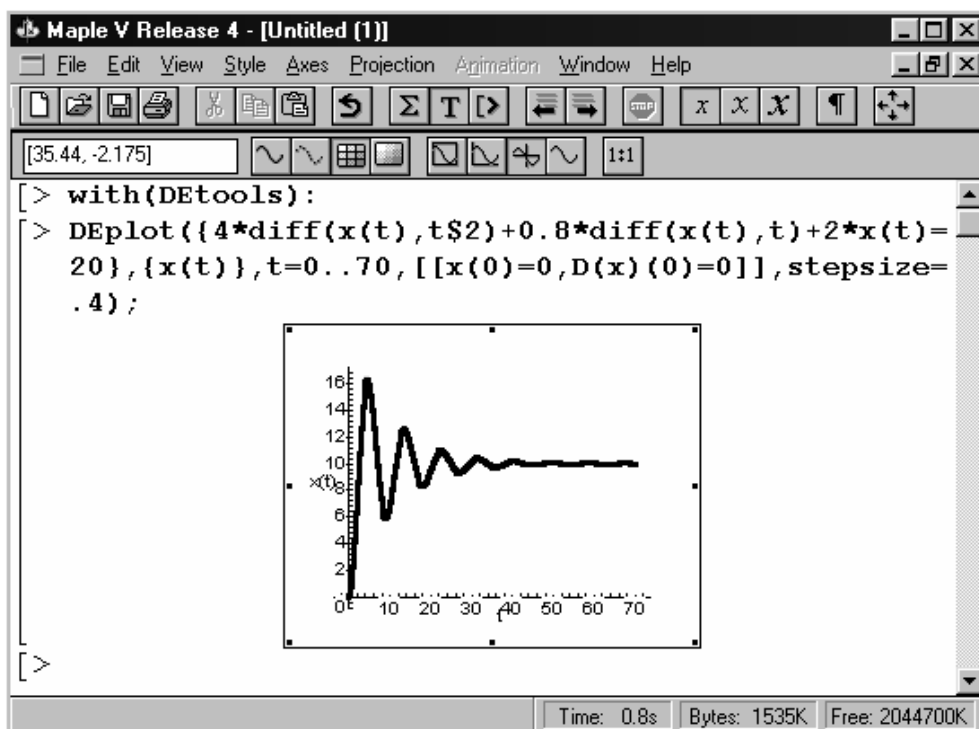 Maple V Release 4 - [Untitled (1)]
File Edit View Style Axes Projection Animation Window Help
Σ T [> STOP x x x ¶
[35.44, -2.175] 1:1
[> with(DEtools):
[> DEplot({4*diff(x(t),t$2)+0.8*diff(x(t),t)+2*x(t)=
20},{x(t)},t=0..70,[[x(0)=0,D(x)(0)=0]],stepsize=
.4);
16
14
12
10
x(t)
8
6
4
2
0 10 20 30 40 50 60 70
t
[>
Time: 0.8s Bytes: 1535K Free: 2044700K